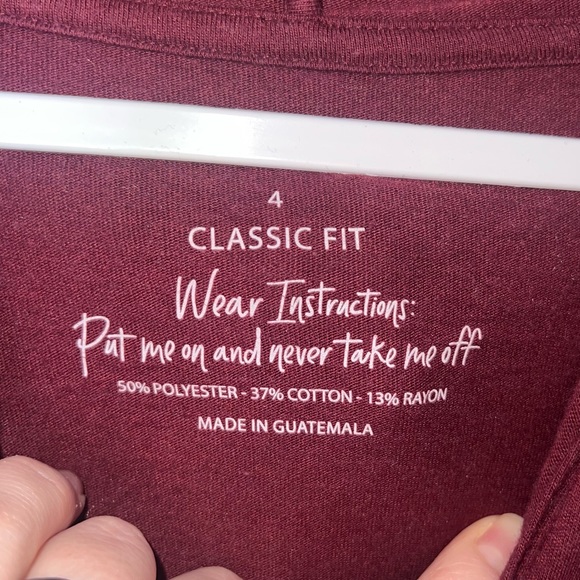 4
CLASSIC FIT
Wear Instructions:
Put me on and never take me off
50% POLYESTER - 37% COTTON - 13% RAYON
MADE IN GUATEMALA